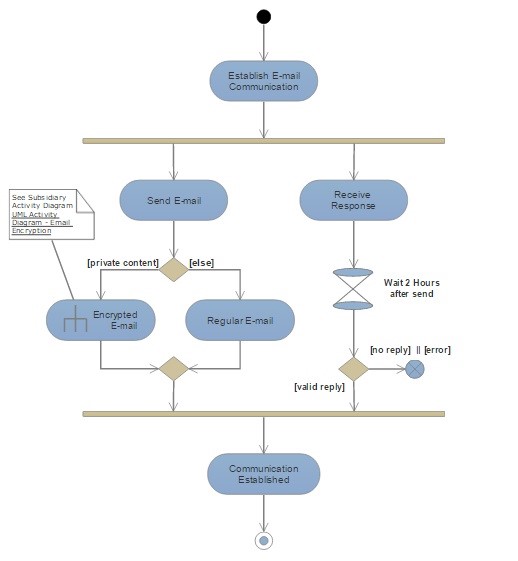 Establish E-mail
Communication
See Subsidiary
Activity Diagram
UML Activity
Diagram - Email
Encryption
Send E-mail
Receive
Response
[private content]
[else]
Wait 2 Hours
after send
Encrypted
E-mail
Regular E-mail
[no reply] || [error]
[valid reply]
Communication
Established